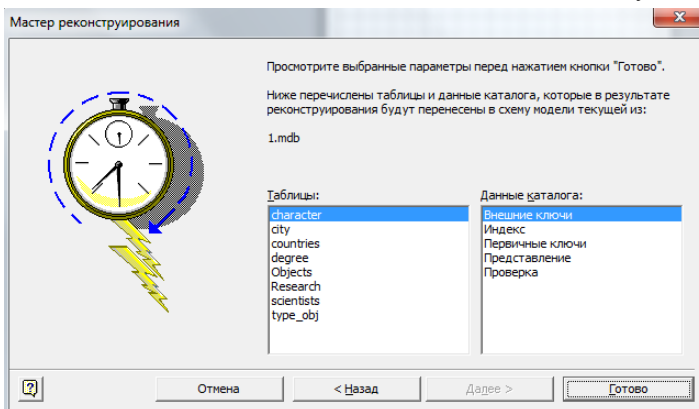 Мастер реконструирования
Просмотрите выбранные параметры перед нажатием кнопки "Готово".
Ниже перечислены таблицы и данные каталога, которые в результате
реконструирования будут перенесены в схему модели текущей из:
1.mdb
Таблицы:
character
city
countries
degree
Objects
Research
scientists
type_obj
Данные каталога:
Внешние ключи
Индекс
Первичные ключи
Представление
Проверка
Отмена
< Назад
Далее >
Готово